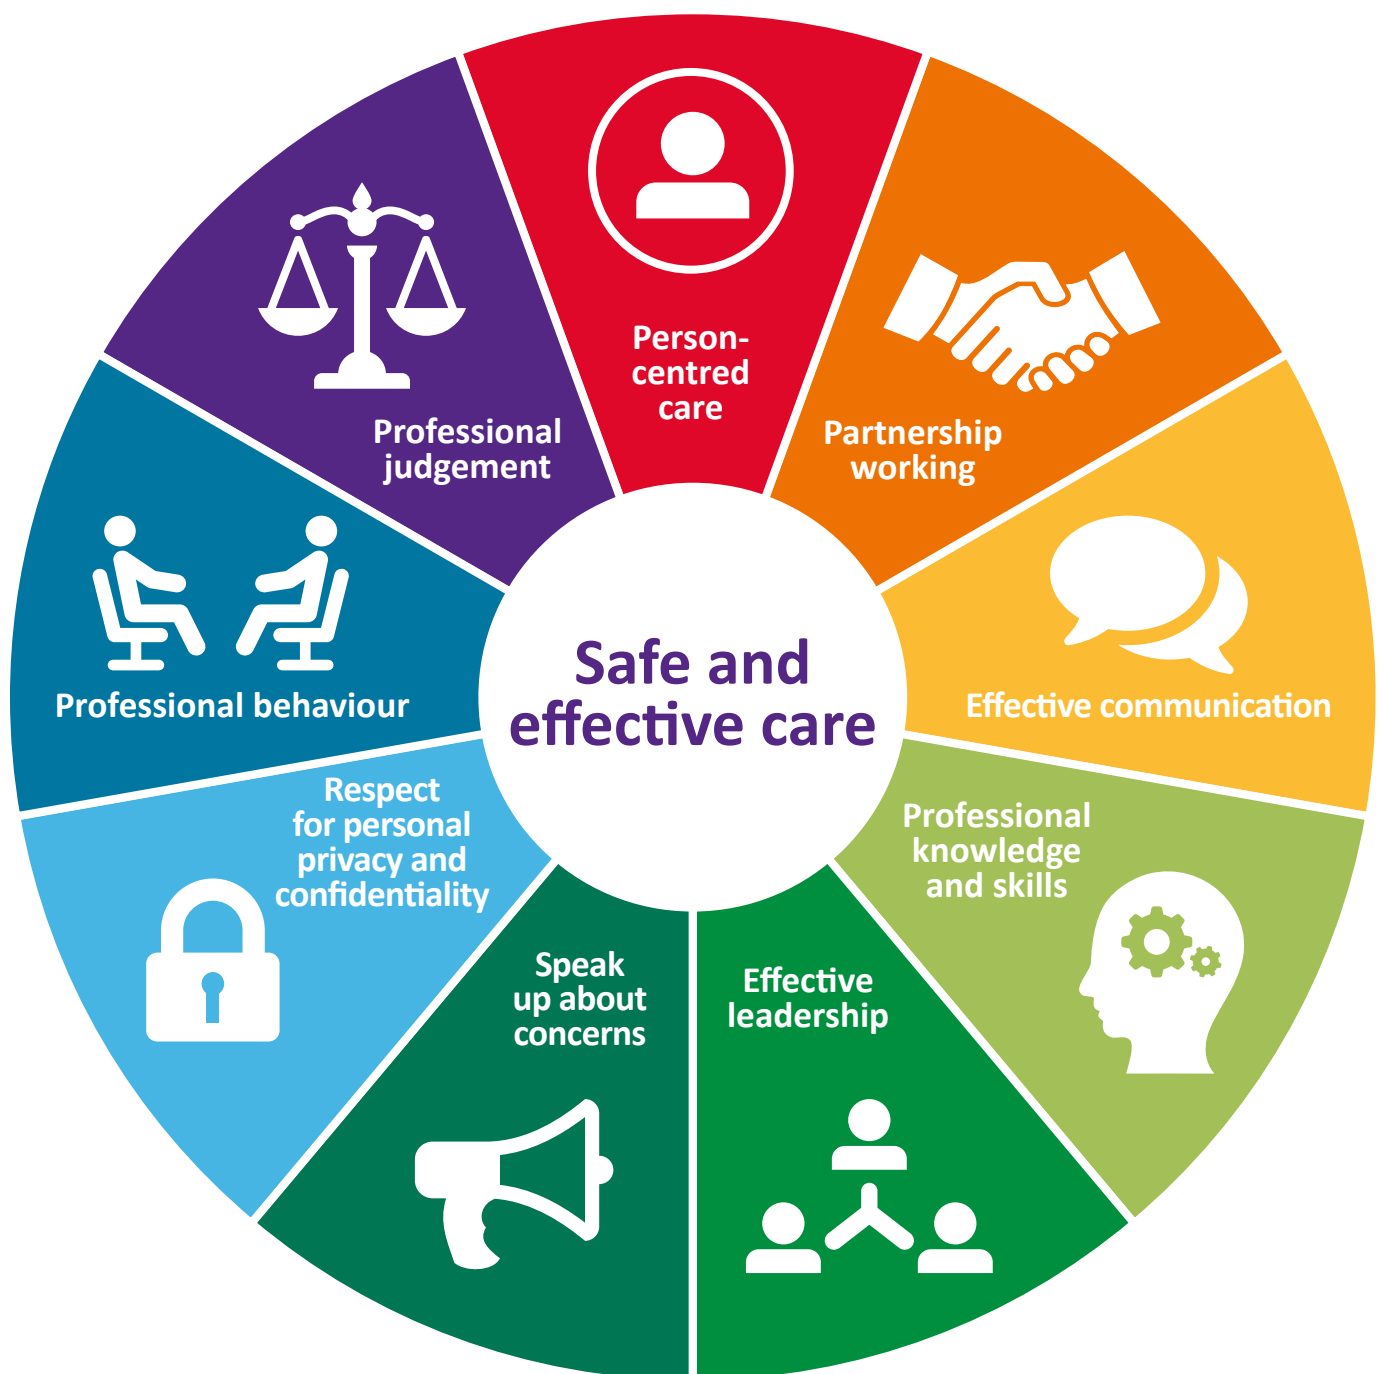 Person-
centred
care
Partnership
working
Effective communication
Professional
knowledge
and skills
Effective
leadership
Speak
up about
concerns
Respect
for personal
privacy and
confidentiality
Professional behaviour
Professional
judgement
Safe and
effective care